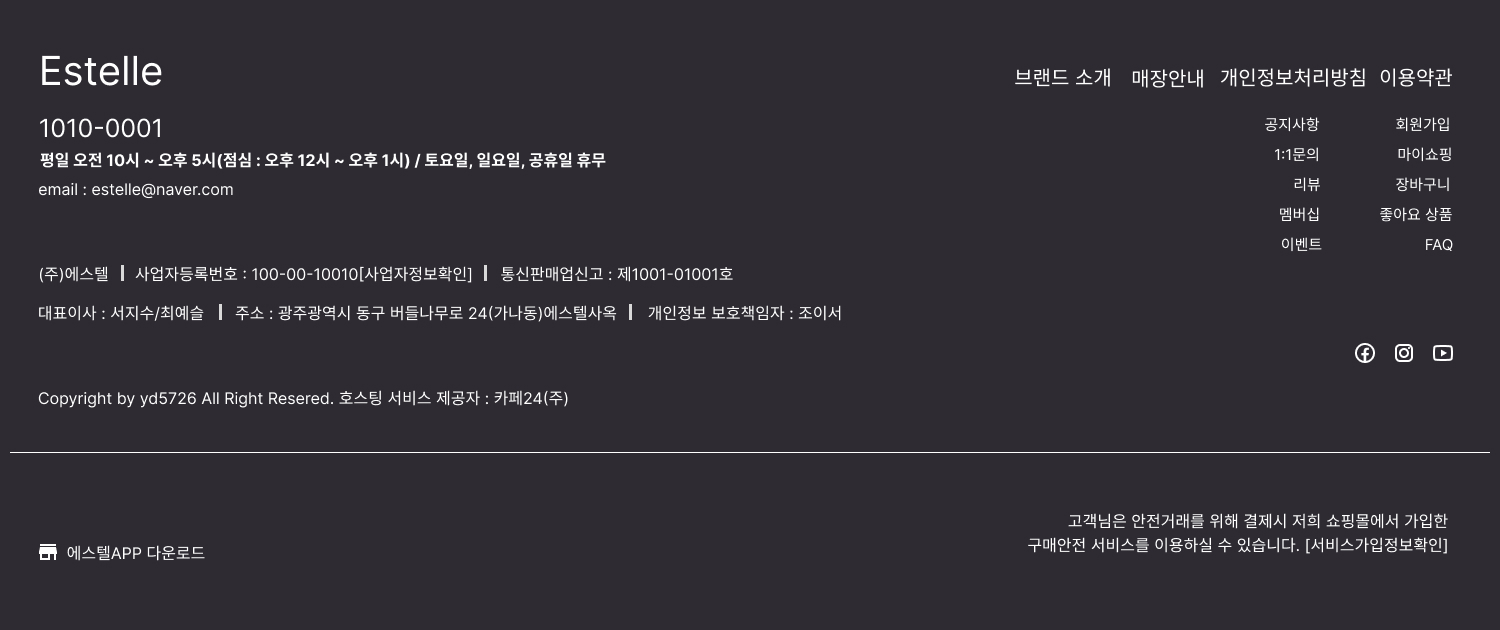 Estelle
브랜드 소개 매장안내 개인정보처리방침 이용약관
1010-0001
평일 오전 10시 ~ 오후 5시(점심 : 오후 12시 ~ 오후 1시) / 토요일, 일요일, 공휴일 휴무
email : estelle@naver.com
공지사항 회원가입
1:1문의 마이쇼핑
리뷰 장바구니
멤버십 좋아요 상품
이벤트 FAQ
(주)에스텔 | 사업자등록번호 : 100-00-10010[사업자정보확인] | 통신판매업신고 : 제1001-01001호
대표이사 : 서지수/최예슬 | 주소 : 광주광역시 동구 버들나무로 24(가나동)에스텔사옥 | 개인정보 보호책임자 : 조이서
Copyright by yd5726 All Right Resered. 호스팅 서비스 제공자 : 카페24(주)
에스텔APP 다운로드
고객님은 안전거래를 위해 결제시 저희 쇼핑몰에서 가입한
구매안전 서비스를 이용하실 수 있습니다. [서비스가입정보확인]